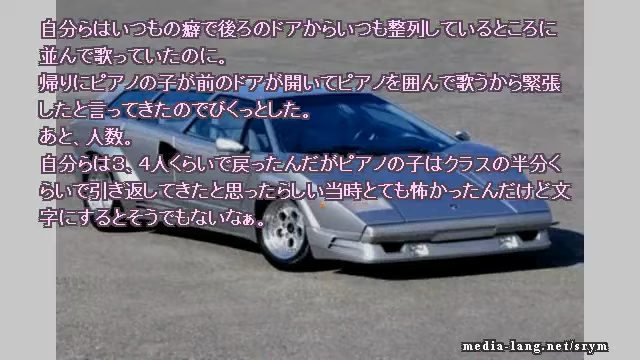 自分らはいつもの癖で後ろのドアからいつも整列しているところに
並んで歌っていたのに。
帰りにピアノの子が前のドアが開いてピアノを囲んで歌うから緊張
したと言ってきたのでびくっとした。
あと、人数。
自分らは３、４人くらいで戻ったんだがピアノの子はクラスの半分く
らいで引き返してきたと思ったらしい当時とても怖かったんだけど文
字にするとそうでもないなぁ。
media-lang.net/srym